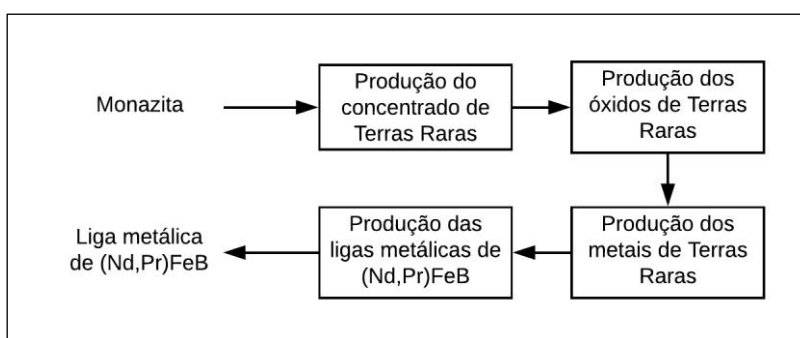 Monazita
Produção do
concentrado de
Terras Raras
Produção dos
óxidos de Terras
Raras
Produção dos
metais de Terras
Raras
Produção das
ligas metálicas de
(Nd,Pr)FeB
Liga metálica
de (Nd,Pr)FeB